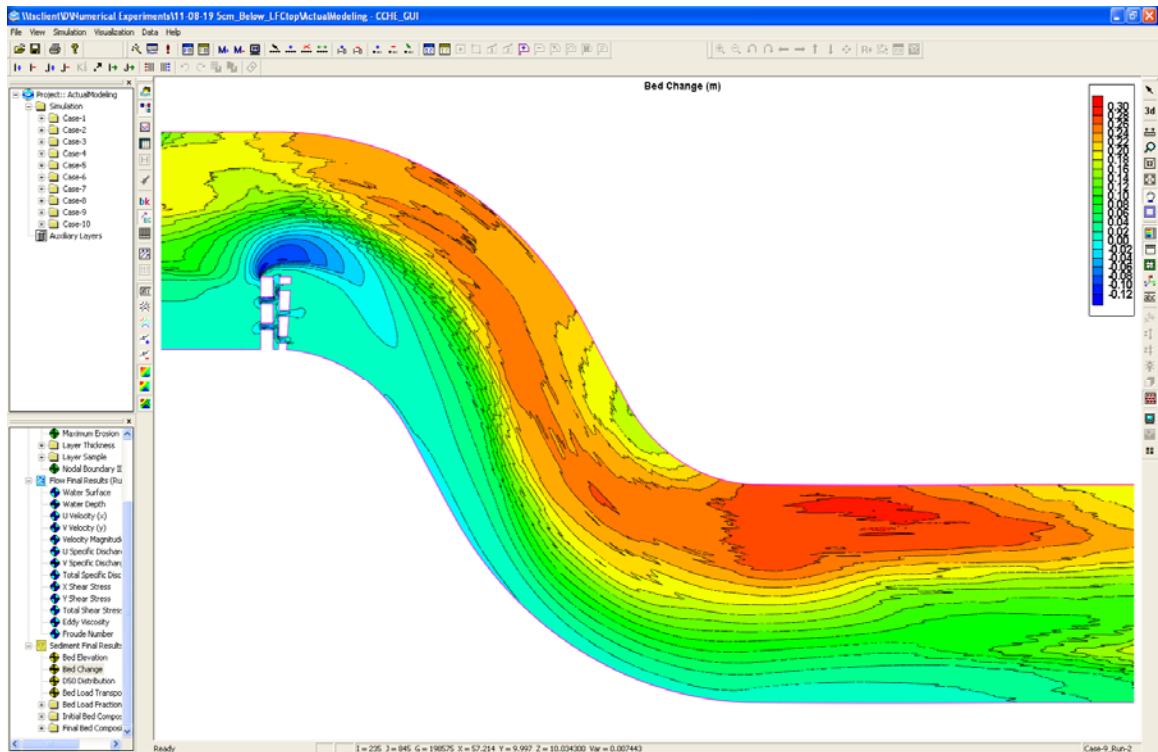 \\tsclient\D\Numerical Experiments\11-08-19 5cm_Below_LFCtop\ActualModeling - CCHE_GUI
File View Simulation Visualization Data Help
Project:: ActualModeling
Simulation
Case-1
Case-2
Case-3
Case-4
Case-5
Case-6
Case-7
Case-8
Case-9
Case-10
Auxiliary Layers
Maximum Erosion
Layer Thickness
Layer Sample
Nodal Boundary I
Flow Final Results (Ru
Water Surface
Water Depth
U Velocity (x)
V Velocity (y)
Velocity Magnitud
U Specific Dischar
V Specific Dischar
Total Specific Disc
X Shear Stress
Y Shear Stress
Total Shear Stress
Eddy Viscosity
Froude Number
Sediment Final Results
Bed Elevation
Bed Change
D50 Distribution
Bed Load Transpo
Bed Load Fraction
Initial Bed Compos
Final Bed Composi
bk
Bed Change (m)
0.30
0.28
0.26
0.24
0.22
0.20
0.18
0.16
0.14
0.12
0.10
0.08
0.06
0.04
0.02
0.00
-0.02
-0.04
-0.06
-0.08
-0.10
-0.12
3d
abc
Ready
I = 235 J = 845 G = 198575 X = 57.214 Y = 9.997 Z = 10.034300 Var = 0.007443
Case-9_Run-2